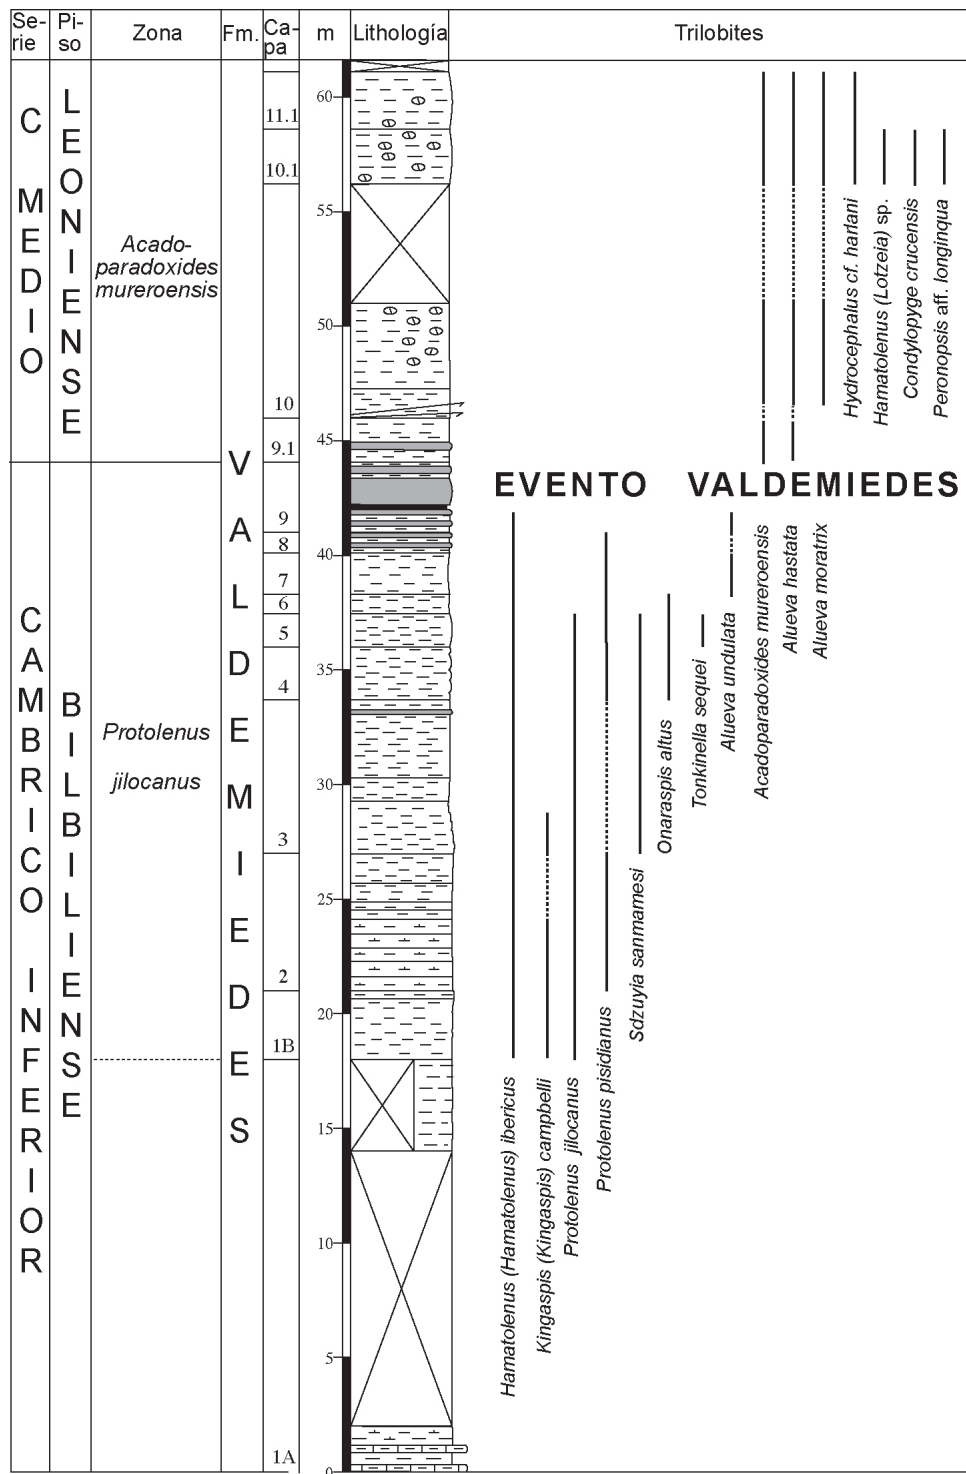 Se-
rie
Pi-
so
Zona
Fm.
Ca-
pa
m
Lithología
Trilobites
C MEDIO
CAMBRICO INFERIOR
LEONIENSE
BILBILIENSE
Acado-
paradoxides
mureroensis
Protolenus
jilocanus
VALDEMIEDES
11.1
10.1
10
9.1
9
8
7
6
5
4
3
2
1B
1A
60
55
50
45
40
35
30
25
20
15
10
5
0
EVENTO VALDEMIEDES
Hamatolenus (Hamatolenus) ibericus
Kingaspis (Kingaspis) campbelli
Protolenus jilocanus
Protolenus pisidianus
Sdzuyia sanmamesi
Onaraspis altus
Tonkinella sequei
Alueva undulata
Acadoparadoxides mureroensis
Alueva hastata
Alueva moratrix
Hydrocephalus cf. harlani
Hamatolenus (Lotzeia) sp.
Condylopyge crucensis
Peronopsis aff. longinqua